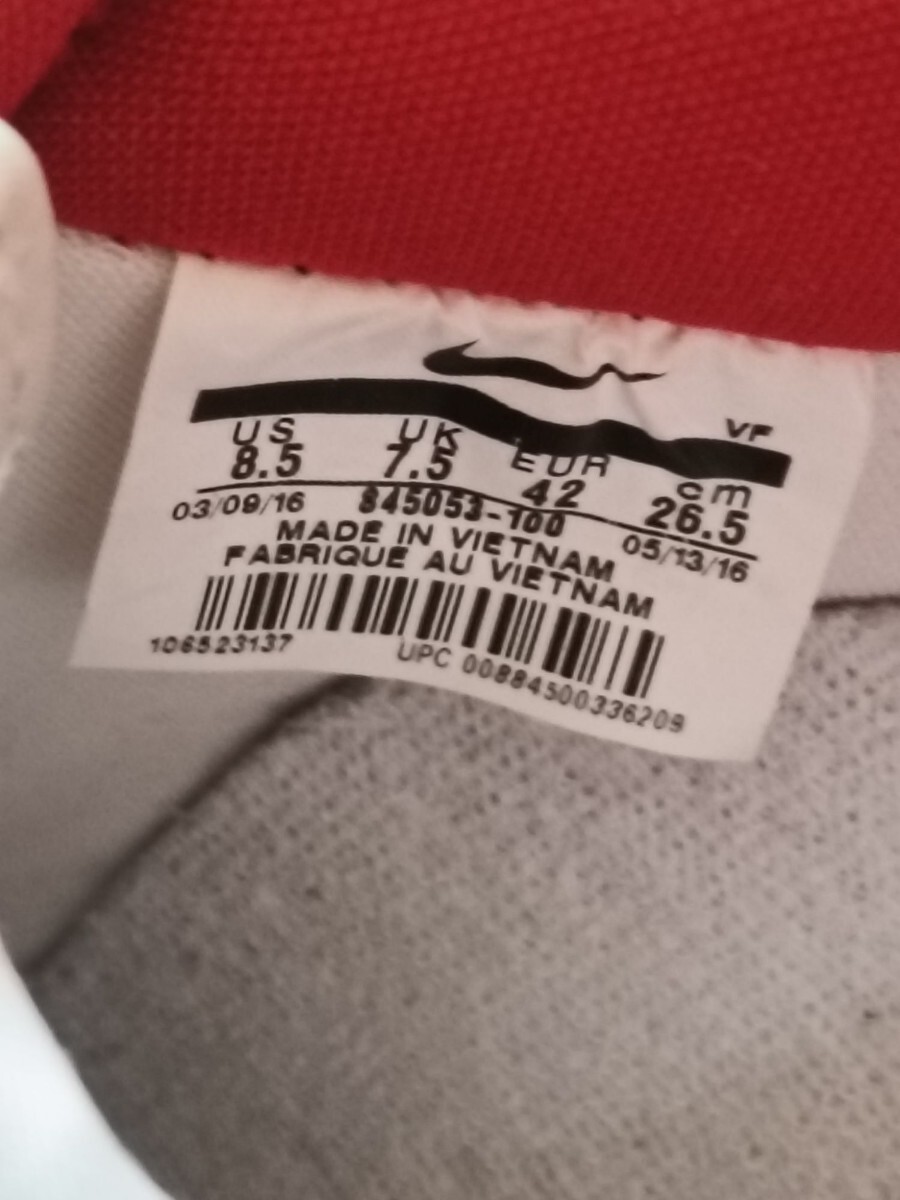 VF
US UK EUR cm
8.5 7.5 42 26.5
03/09/16 845053-100 05/13/16
MADE IN VIETNAM
FABRIQUE AU VIETNAM
106523137 UPC 00884500336209